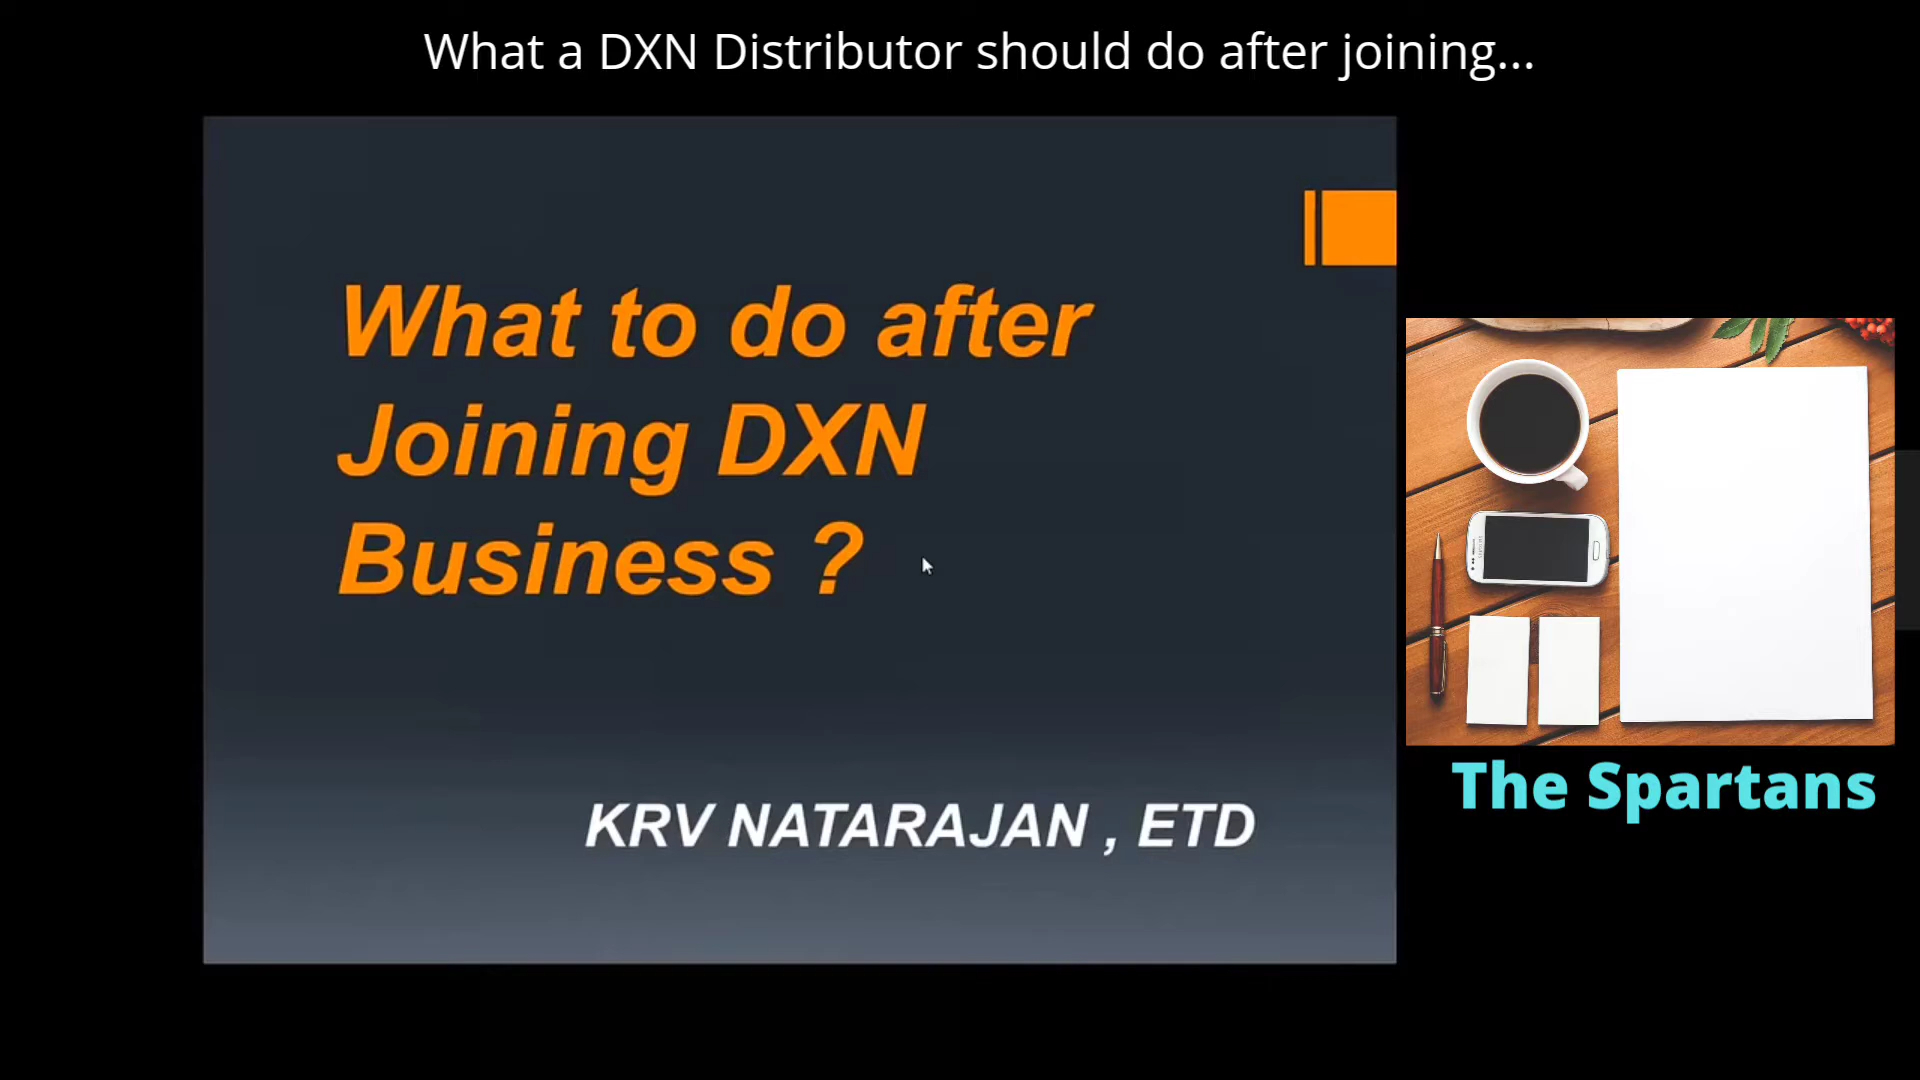 What a DXN Distributor should do after joining...
What to do after
Joining DXN
Business ?
KRV NATARAJAN , ETD
The Spartans